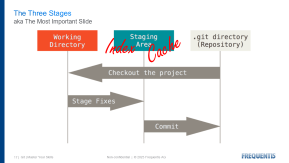 The Three Stages
aka The Most Important Slide
Working
Directory
Staging
Area
Index
Cache
.git directory
(Repository)
Checkout the project
Stage Fixes
Commit
FREQUENTIS